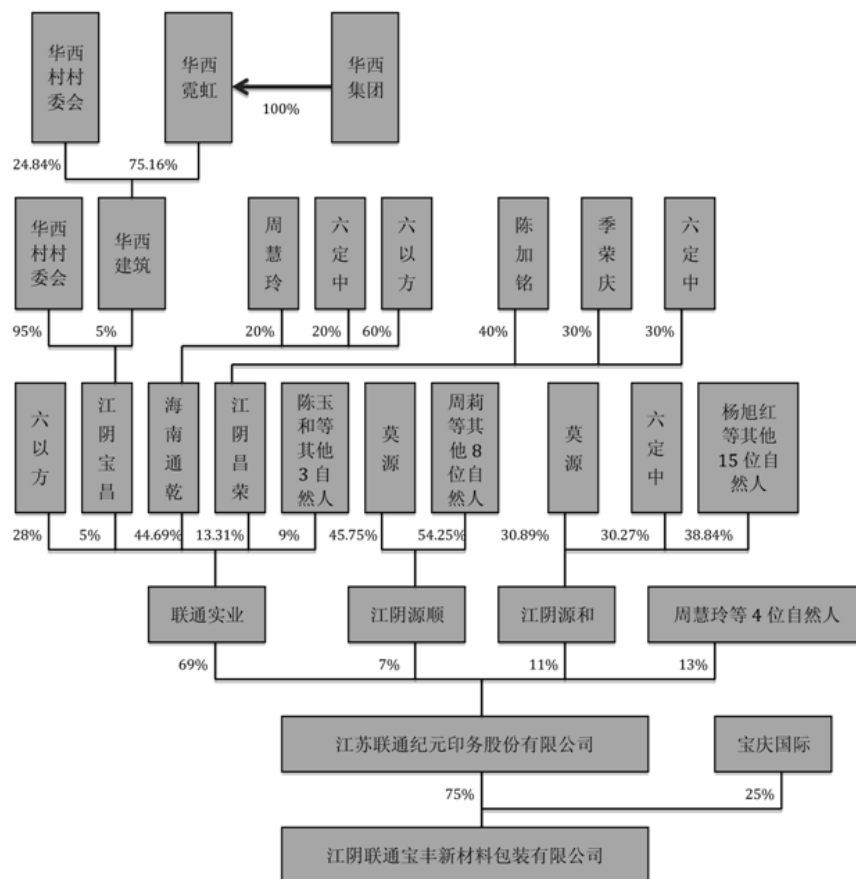 华西
村村
委会
华西
霓虹
华西
集团
100%
24.84%
75.16%
华西
村村
委会
华西
建筑
周
慧
玲
六
定
中
六
以
方
陈
加
铭
季
荣
庆
六
定
中
95%
5%
20%
20%
60%
40%
30%
30%
六
以
方
江
阴
宝
昌
海
南
通
乾
江
阴
昌
荣
陈玉
和等
其他
3自
然人
莫
源
周莉
等其
他8
位自
然人
莫
源
六
定
中
杨旭红
等其他
15位自
然人
28%
5%
44.69%
13.31%
9%
45.75%
54.25%
30.89%
30.27%
38.84%
联通实业
江阴源顺
江阴源和
周慧玲等4位自然人
69%
7%
11%
13%
江苏联通纪元印务股份有限公司
宝庆国际
75%
25%
江阴联通宝丰新材料包装有限公司